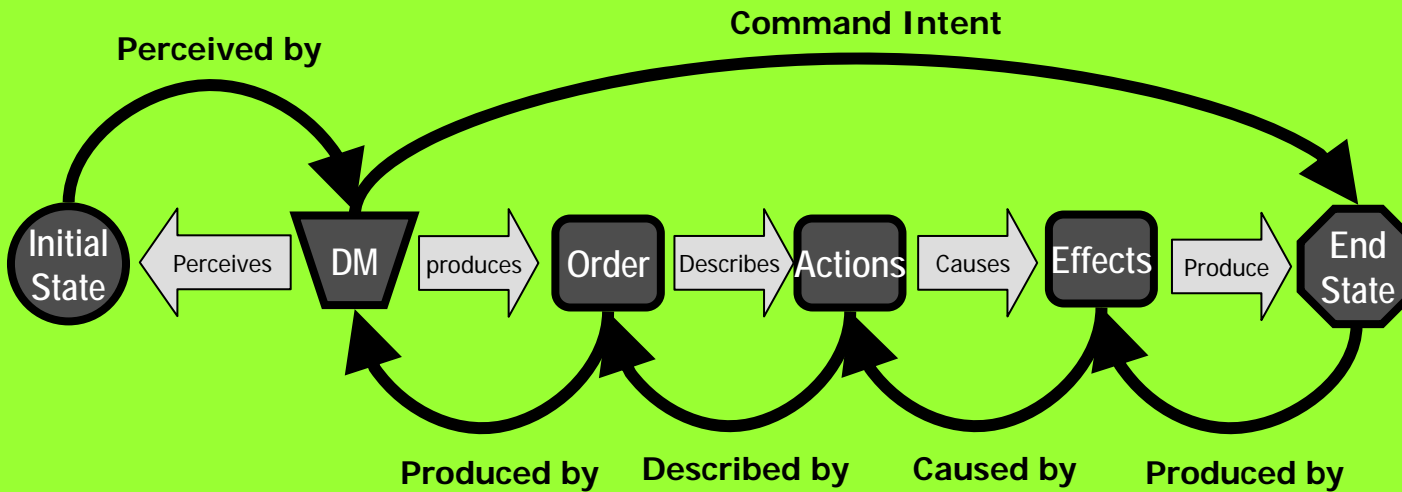 Command Intent
Perceived by
Initial
State
Perceives
DM
produces
Order
Describes
Actions
Causes
Effects
Produce
End
State
Produced by
Described by
Caused by
Produced by